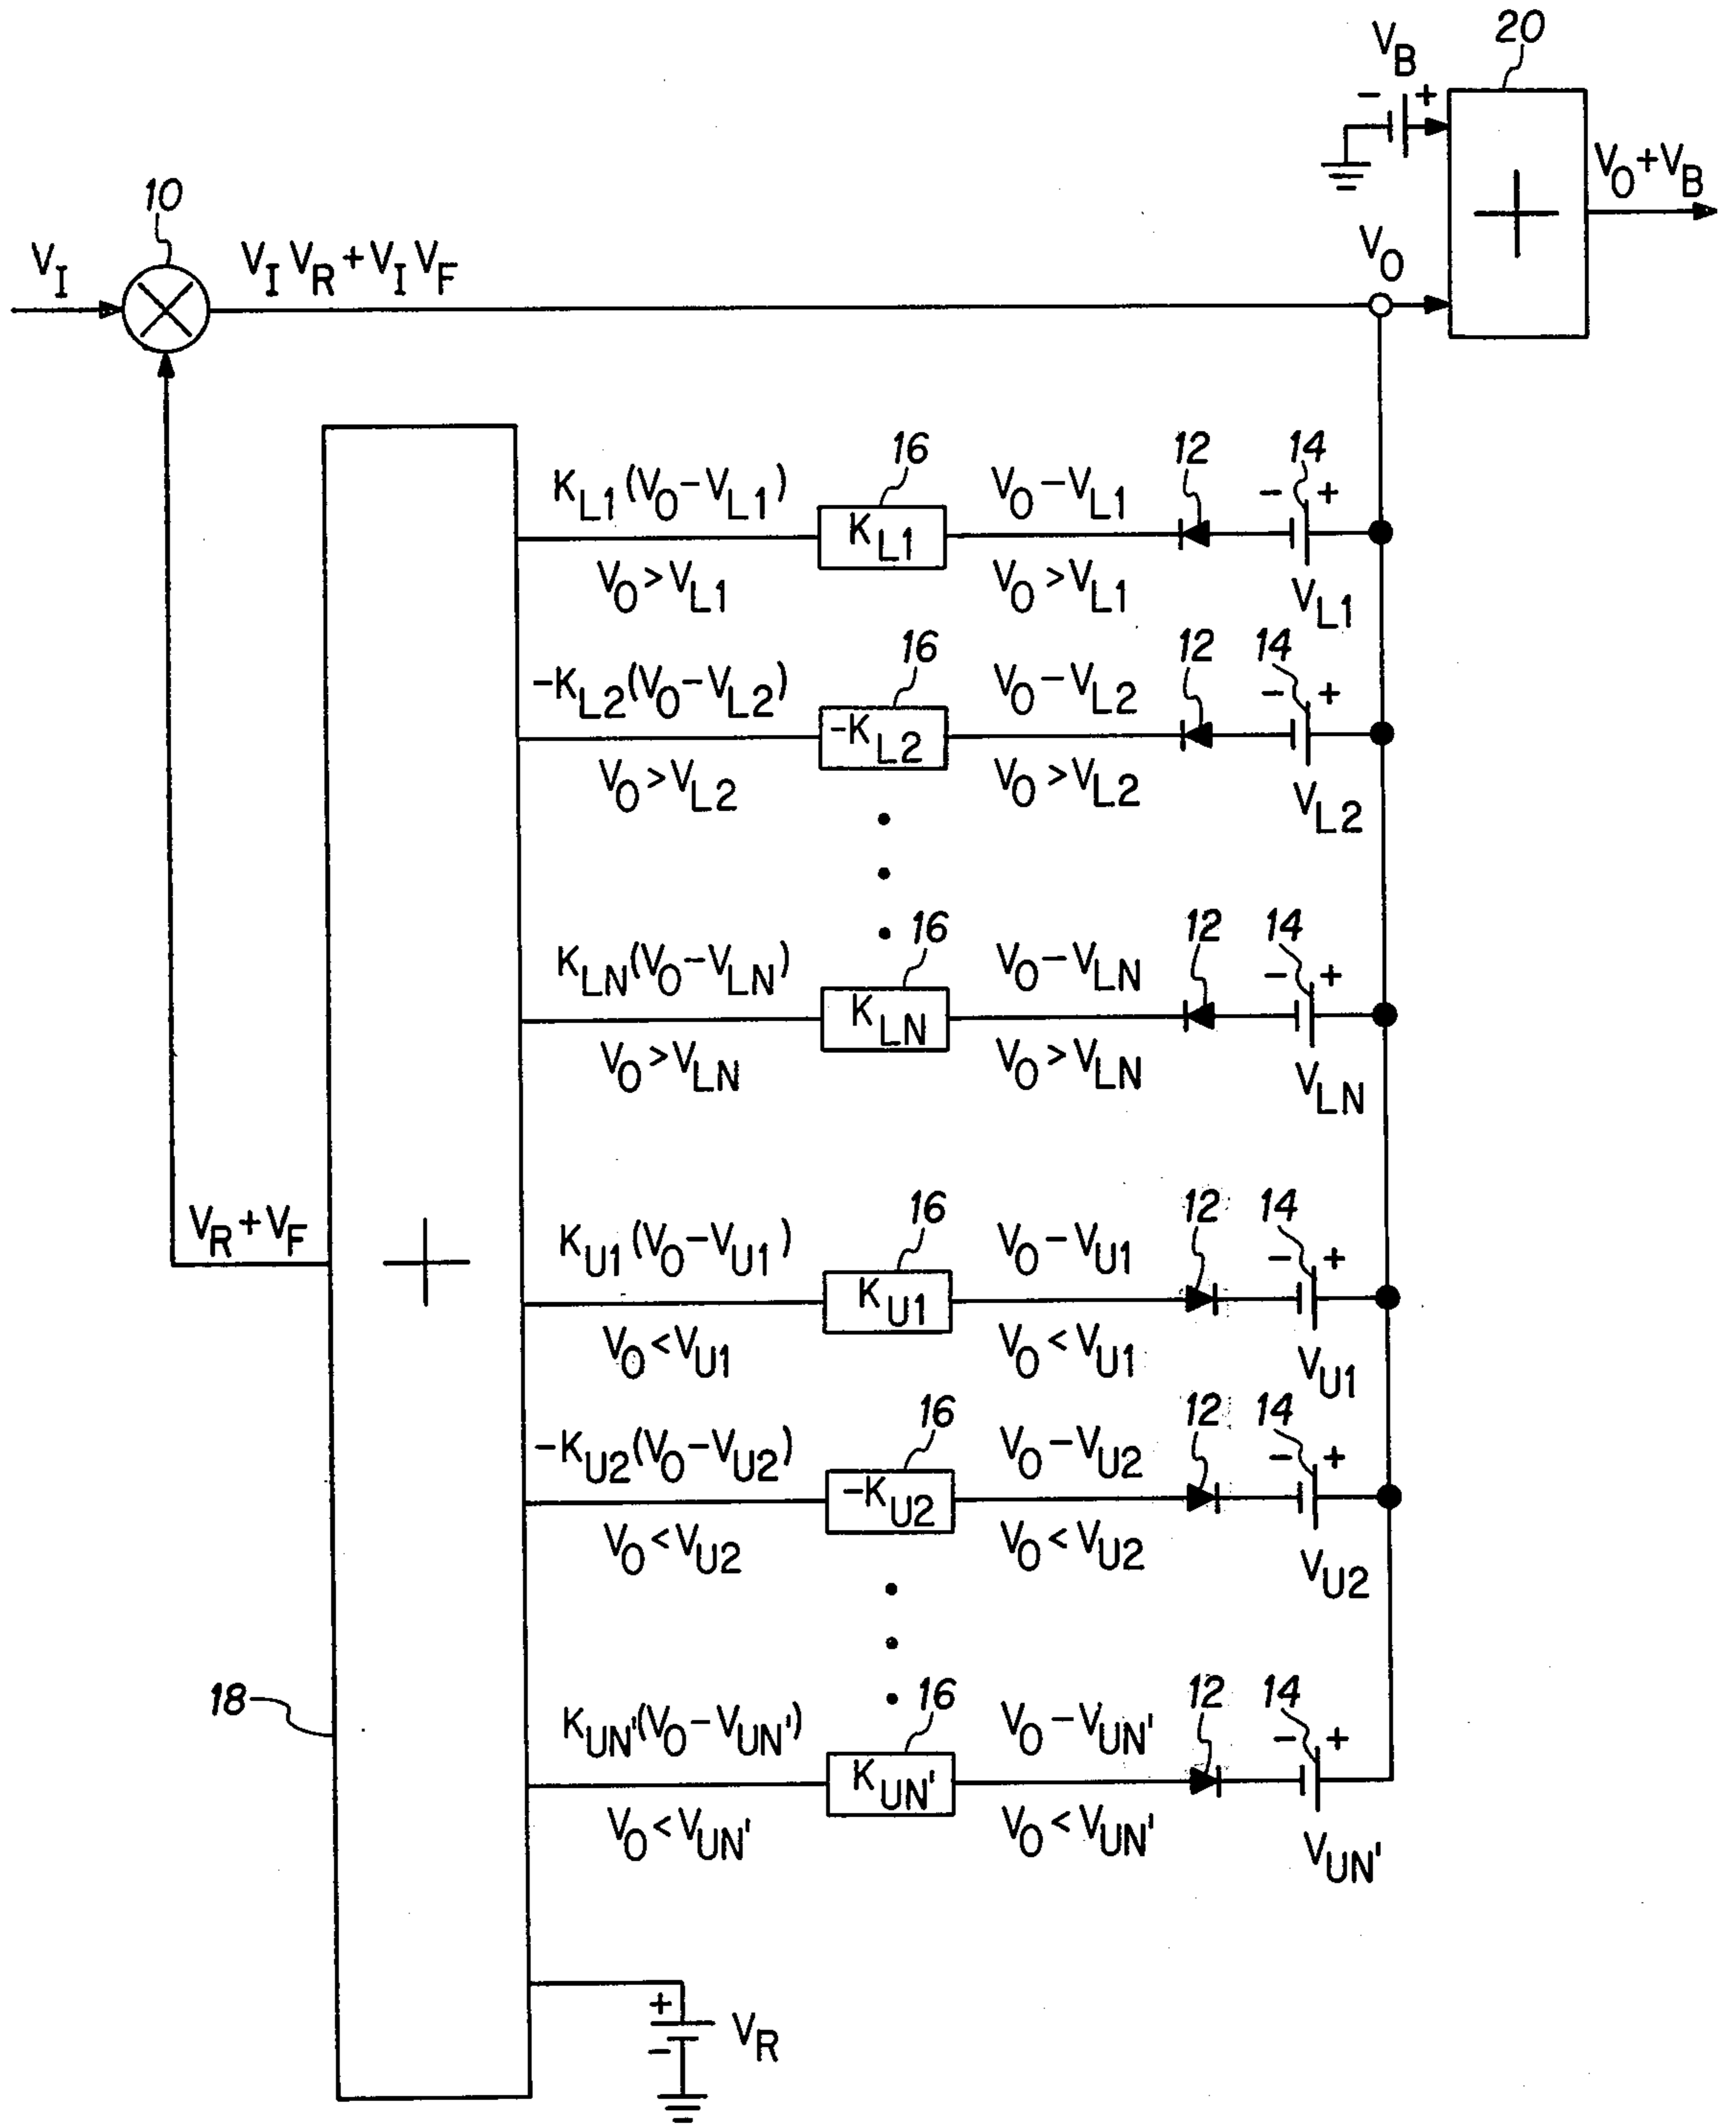 20
V_B
- +
V_O+V_B
10
V_I
V_I V_R+V_I V_F
V_O
+
K_L1(V_O-V_L1)
16
V_O-V_L1
12
14
- +
K_L1
V_O>V_L1
V_O>V_L1
V_L1
-K_L2(V_O-V_L2)
16
V_O-V_L2
12
14
- +
-K_L2
V_O>V_L2
V_O>V_L2
V_L2
K_LN(V_O-V_LN)
16
V_O-V_LN
12
14
- +
K_LN
V_O>V_LN
V_O>V_LN
V_LN
V_R+V_F
+
K_U1(V_O-V_U1)
16
V_O-V_U1
12
14
- +
K_U1
V_O<V_U1
V_O<V_U1
V_U1
-K_U2(V_O-V_U2)
16
V_O-V_U2
12
14
- +
-K_U2
V_O<V_U2
V_O<V_U2
V_U2
18
K_UN'(V_O-V_UN')
16
V_O-V_UN'
12
14
- +
K_UN'
V_O<V_UN'
V_O<V_UN'
V_UN'
+
V_R
-